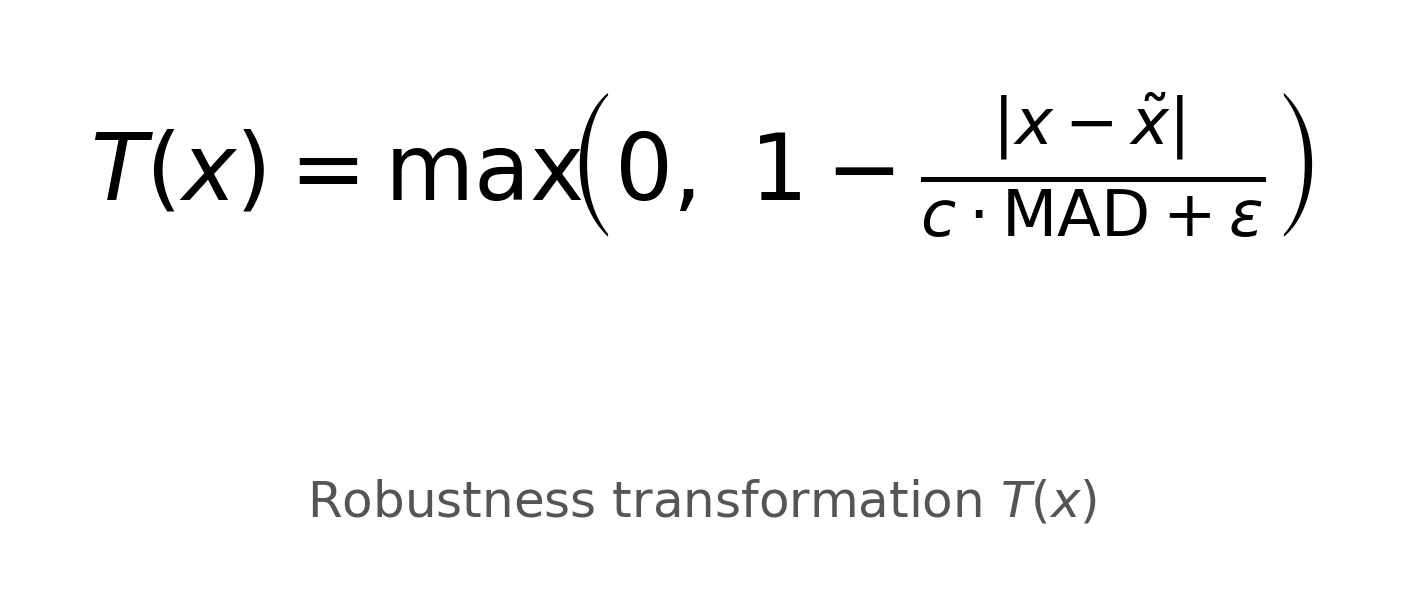 T(x) = max(0, 1 − |x − x̃| / (c · MAD + ε))
Robustness transformation T(x)